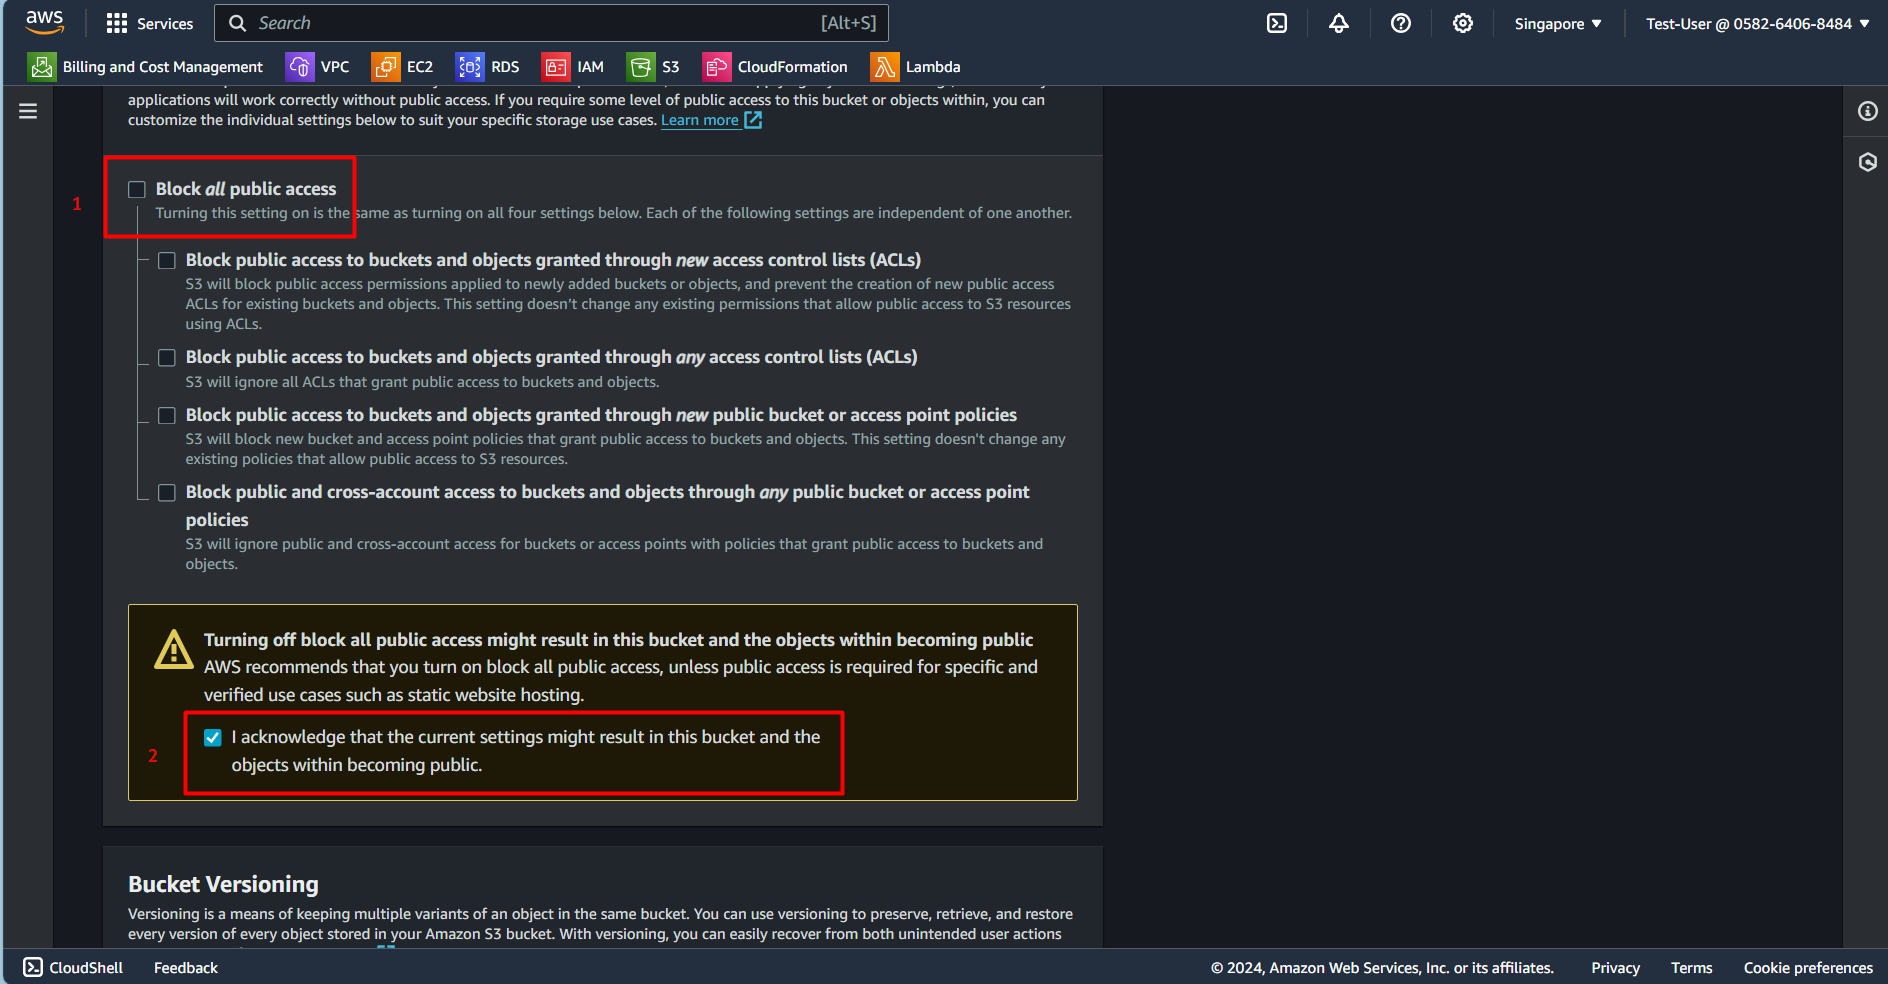 aws Services Search [Alt+S] Singapore Test-User @ 0582-6406-8484
Billing and Cost Management VPC EC2 RDS IAM S3 CloudFormation Lambda
applications will work correctly without public access. If you require some level of public access to this bucket or objects within, you can
customize the individual settings below to suit your specific storage use cases. Learn more
1
Block all public access
Turning this setting on is the same as turning on all four settings below. Each of the following settings are independent of one another.
Block public access to buckets and objects granted through new access control lists (ACLs)
S3 will block public access permissions applied to newly added buckets or objects, and prevent the creation of new public access
ACLs for existing buckets and objects. This setting doesn't change any existing permissions that allow public access to S3 resources
using ACLs.
Block public access to buckets and objects granted through any access control lists (ACLs)
S3 will ignore all ACLs that grant public access to buckets and objects.
Block public access to buckets and objects granted through new public bucket or access point policies
S3 will block new bucket and access point policies that grant public access to buckets and objects. This setting doesn't change any
existing policies that allow public access to S3 resources.
Block public and cross-account access to buckets and objects through any public bucket or access point
policies
S3 will ignore public and cross-account access for buckets or access points with policies that grant public access to buckets and
objects.
Turning off block all public access might result in this bucket and the objects within becoming public
AWS recommends that you turn on block all public access, unless public access is required for specific and
verified use cases such as static website hosting.
2
I acknowledge that the current settings might result in this bucket and the
objects within becoming public.
Bucket Versioning
Versioning is a means of keeping multiple variants of an object in the same bucket. You can use versioning to preserve, retrieve, and restore
every version of every object stored in your Amazon S3 bucket. With versioning, you can easily recover from both unintended user actions
CloudShell Feedback © 2024, Amazon Web Services, Inc. or its affiliates. Privacy Terms Cookie preferences